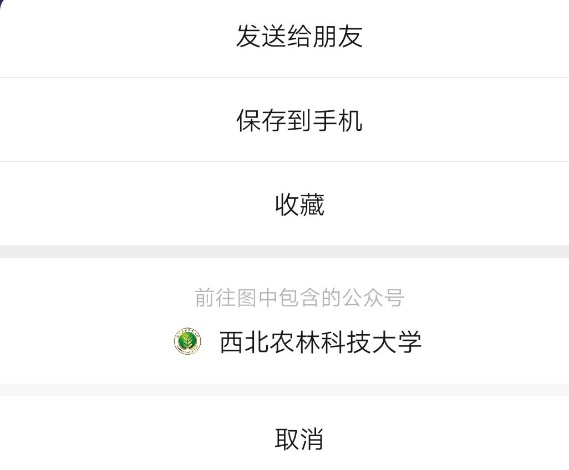 发送给朋友
保存到手机
收藏
前往图中包含的公众号
西北农林科技大学
取消